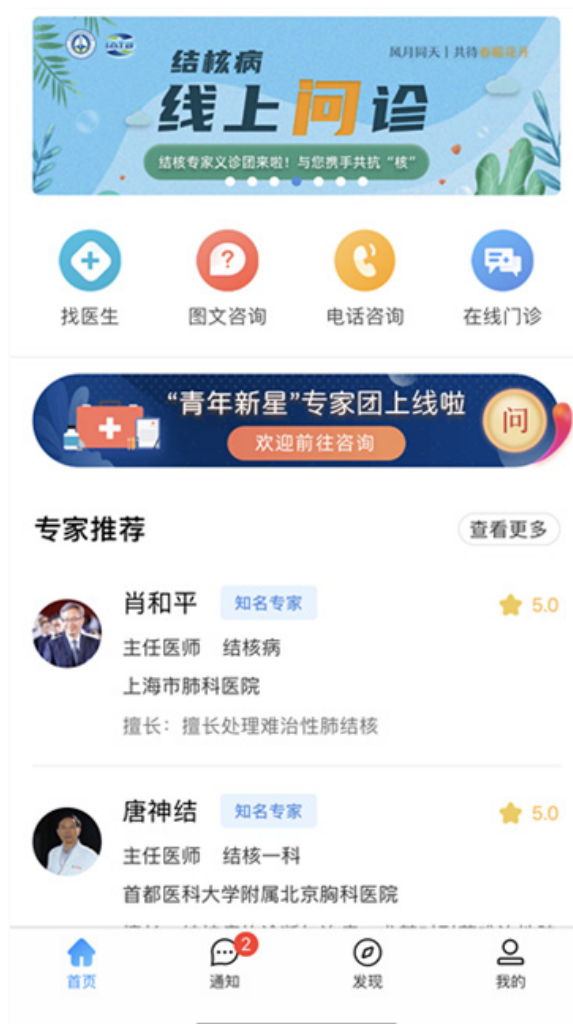 IATB
结核病
风月同天丨共待春暖花开
线上问诊
结核专家义诊团来啦！与您携手共抗“核”
找医生
图文咨询
电话咨询
在线门诊
“青年新星”专家团上线啦
问
欢迎前往咨询
专家推荐
查看更多
肖和平
知名专家
5.0
主任医师 结核病
上海市肺科医院
擅长：擅长处理难治性肺结核
唐神结
知名专家
5.0
主任医师 结核一科
首都医科大学附属北京胸科医院
2
首页
通知
发现
我的